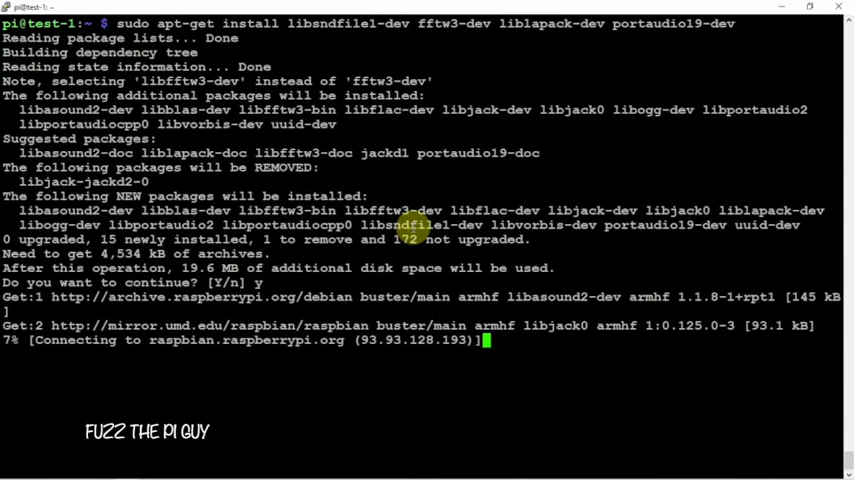 pi@test-1: ~
pi@test-1:~ $ sudo apt-get install libsndfile1-dev fftw3-dev liblapack-dev portaudio19-dev
Reading package lists... Done
Building dependency tree
Reading state information... Done
Note, selecting 'libfftw3-dev' instead of 'fftw3-dev'
The following additional packages will be installed:
libasound2-dev libblas-dev libfftw3-bin libflac-dev libjack-dev libjack0 libogg-dev libportaudio2
libportaudiocpp0 libvorbis-dev uuid-dev
Suggested packages:
libasound2-doc liblapack-doc libfftw3-doc jackd1 portaudio19-doc
The following packages will be REMOVED:
libjack-jackd2-0
The following NEW packages will be installed:
libasound2-dev libblas-dev libfftw3-bin libfftw3-dev libflac-dev libjack-dev libjack0 liblapack-dev
libogg-dev libportaudio2 libportaudiocpp0 libsndfile1-dev libvorbis-dev portaudio19-dev uuid-dev
0 upgraded, 15 newly installed, 1 to remove and 172 not upgraded.
Need to get 4,534 kB of archives.
After this operation, 19.6 MB of additional disk space will be used.
Do you want to continue? [Y/n] y
Get:1 http://archive.raspberrypi.org/debian buster/main armhf libasound2-dev armhf 1.1.8-1+rpt1 [145 kB
]
Get:2 http://mirror.umd.edu/raspbian/raspbian buster/main armhf libjack0 armhf 1:0.125.0-3 [93.1 kB]
7% [Connecting to raspbian.raspberrypi.org (93.93.128.193)]
FUZZ THE PI GUY